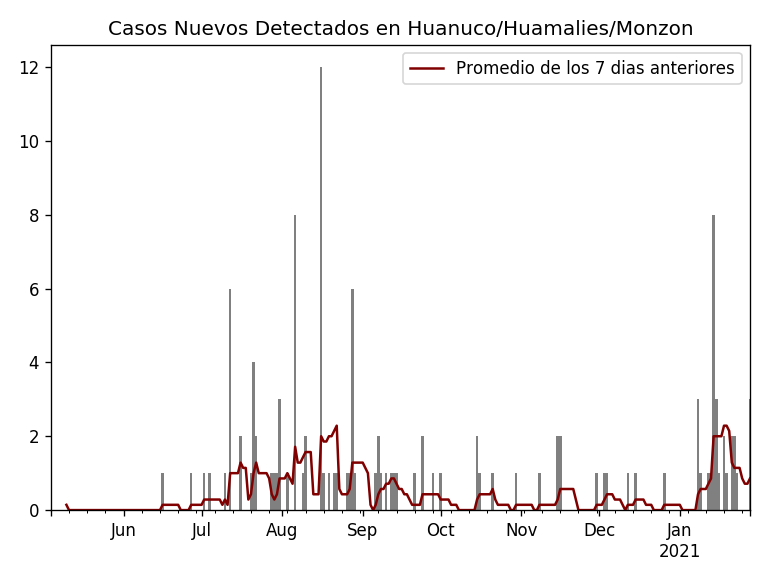 Casos Nuevos Detectados en Huanuco/Huamalies/Monzon
Promedio de los 7 dias anteriores
12
10
8
6
4
2
0
Jun Jul Aug Sep Oct Nov Dec Jan
2021